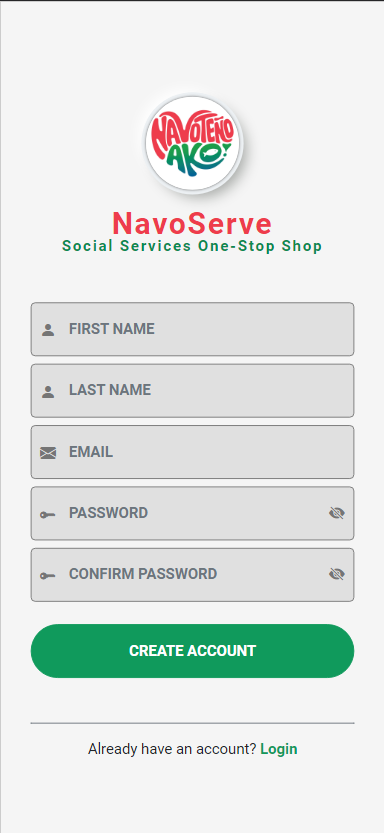 NAVOTEÑO
AKO!
NavoServe
Social Services One-Stop Shop
FIRST NAME
LAST NAME
EMAIL
PASSWORD
CONFIRM PASSWORD
CREATE ACCOUNT
Already have an account? Login